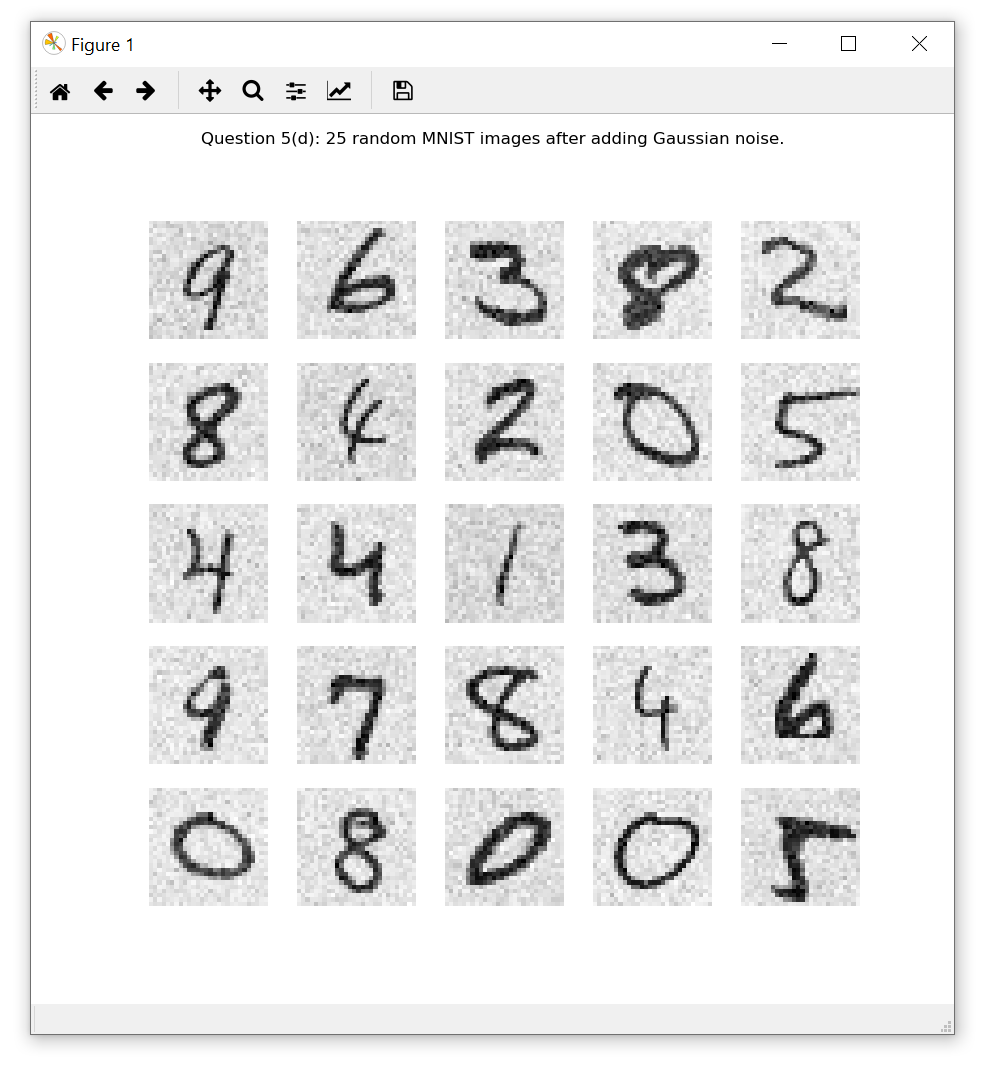 Figure 1
Question 5(d): 25 random MNIST images after adding Gaussian noise.
9 6 3 8 2
8 4 2 0 5
4 4 1 3 8
9 7 8 4 6
0 8 0 0 5